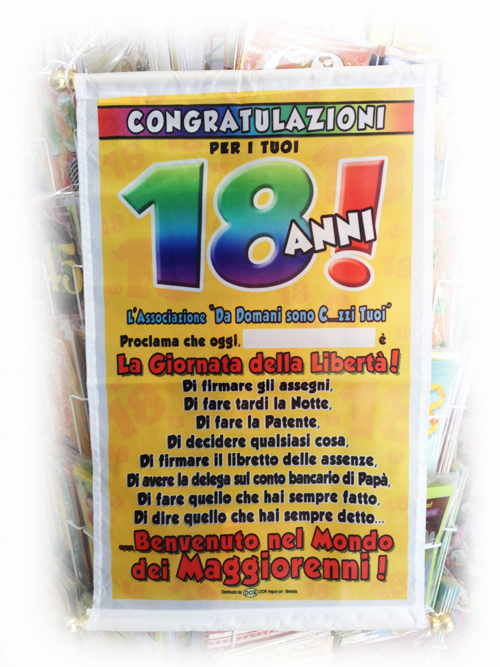 CONGRATULAZIONI
PER I TUOI
18 ANNI!
L'Associazione "Da Domani sono C...zzi Tuoi"
Proclama che oggi, è
La Giornata della Libertà!
Di firmare gli assegni,
Di fare tardi la Notte,
Di fare la Patente,
Di decidere qualsiasi cosa,
Di firmare il libretto delle assenze,
Di avere la delega sul conto bancario di Papà,
Di fare quello che hai sempre fatto,
Di dire quello che hai sempre detto...
...Benvenuto nel Mondo
dei Maggiorenni!